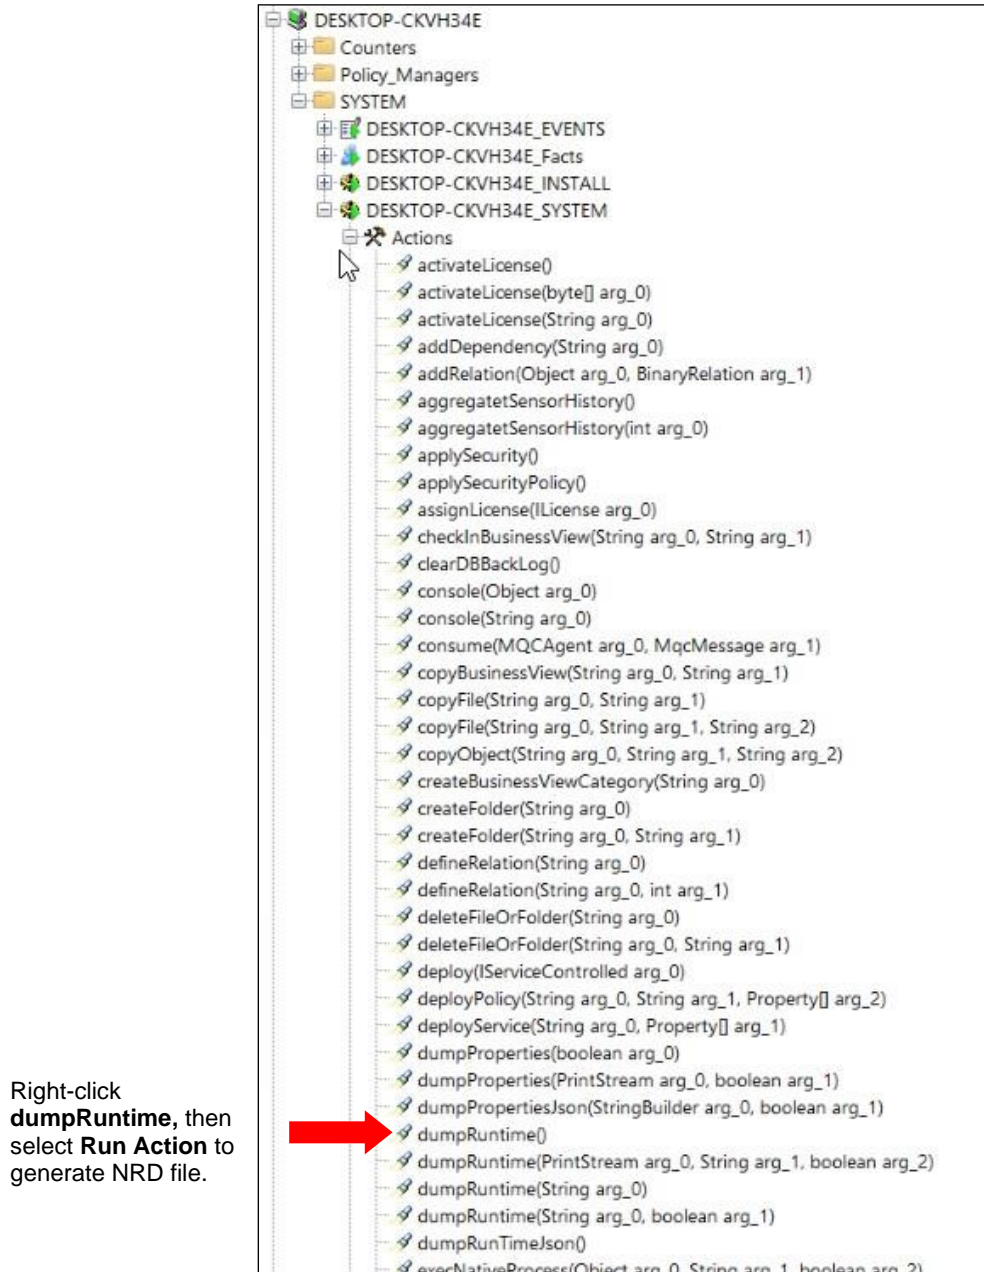 DESKTOP-CKVH34E
Counters
Policy_Managers
SYSTEM
DESKTOP-CKVH34E_EVENTS
DESKTOP-CKVH34E_Facts
DESKTOP-CKVH34E_INSTALL
DESKTOP-CKVH34E_SYSTEM
Actions
activateLicense()
activateLicense(byte[] arg_0)
activateLicense(String arg_0)
addDependency(String arg_0)
addRelation(Object arg_0, BinaryRelation arg_1)
aggregatetSensorHistory()
aggregatetSensorHistory(int arg_0)
applySecurity()
applySecurityPolicy()
assignLicense(ILicense arg_0)
checkInBusinessView(String arg_0, String arg_1)
clearDBBackLog()
console(Object arg_0)
console(String arg_0)
consume(MQCAgent arg_0, MqcMessage arg_1)
copyBusinessView(String arg_0, String arg_1)
copyFile(String arg_0, String arg_1)
copyFile(String arg_0, String arg_1, String arg_2)
copyObject(String arg_0, String arg_1, String arg_2)
createBusinessViewCategory(String arg_0)
createFolder(String arg_0)
createFolder(String arg_0, String arg_1)
defineRelation(String arg_0)
defineRelation(String arg_0, int arg_1)
deleteFileOrFolder(String arg_0)
deleteFileOrFolder(String arg_0, String arg_1)
deploy(IServiceControlled arg_0)
deployPolicy(String arg_0, String arg_1, Property[] arg_2)
deployService(String arg_0, Property[] arg_1)
dumpProperties(boolean arg_0)
dumpProperties(PrintStream arg_0, boolean arg_1)
dumpPropertiesJson(StringBuilder arg_0, boolean arg_1)
dumpRuntime()
dumpRuntime(PrintStream arg_0, String arg_1, boolean arg_2)
dumpRuntime(String arg_0)
dumpRuntime(String arg_0, boolean arg_1)
dumpRunTimeJson()
execNativeProcess(Object arg_0, String arg_1, boolean arg_2)
Right-click
dumpRuntime, then
select Run Action to
generate NRD file.